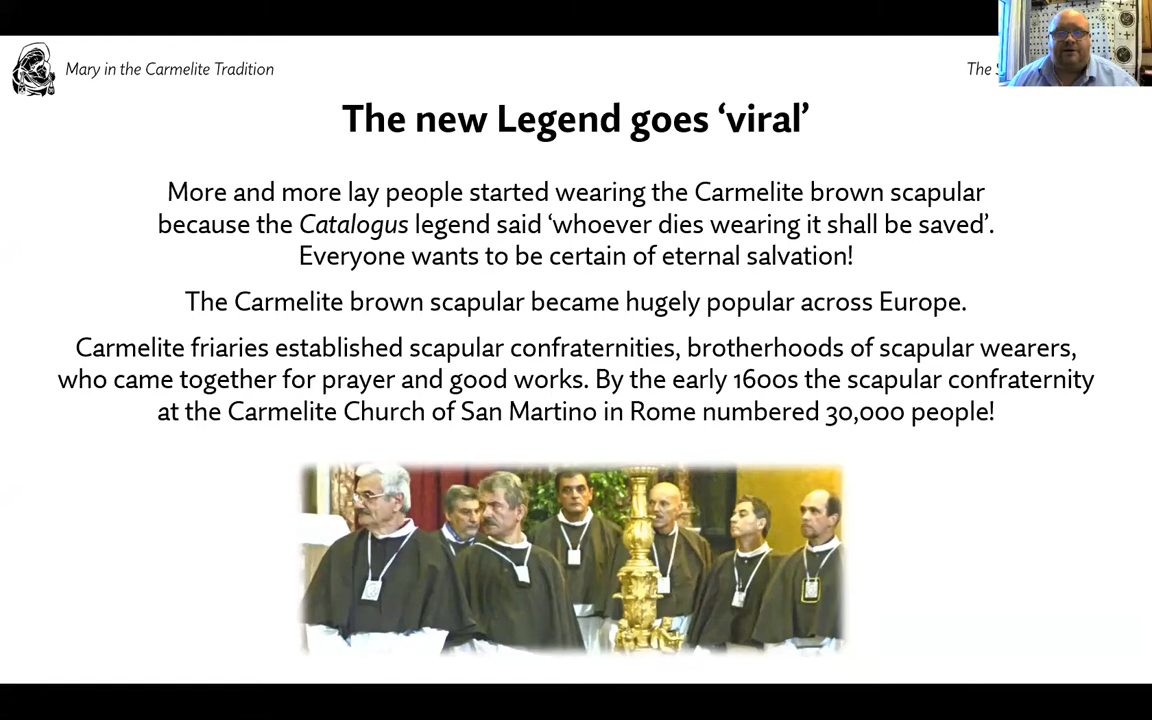 Mary in the Carmelite Tradition
The
The new Legend goes ‘viral’
More and more lay people started wearing the Carmelite brown scapular
because the Catalogus legend said ‘whoever dies wearing it shall be saved’.
Everyone wants to be certain of eternal salvation!
The Carmelite brown scapular became hugely popular across Europe.
Carmelite friaries established scapular confraternities, brotherhoods of scapular wearers,
who came together for prayer and good works. By the early 1600s the scapular confraternity
at the Carmelite Church of San Martino in Rome numbered 30,000 people!